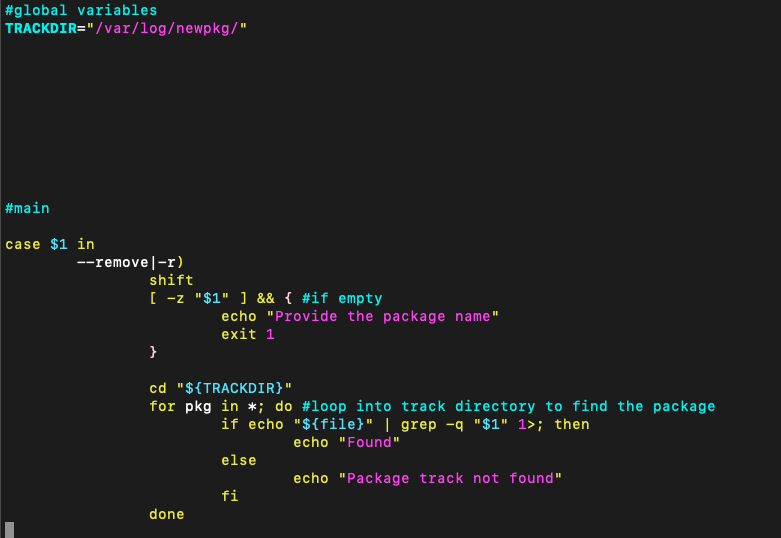 #global variables
TRACKDIR="/var/log/newpkg/"
#main
case $1 in
--remove|-r)
shift
[ -z "$1" ] && { #if empty
echo "Provide the package name"
exit 1
}
cd "${TRACKDIR}"
for pkg in *; do #loop into track directory to find the package
if echo "${file}" | grep -q "$1" 1>; then
echo "Found"
else
echo "Package track not found"
fi
done